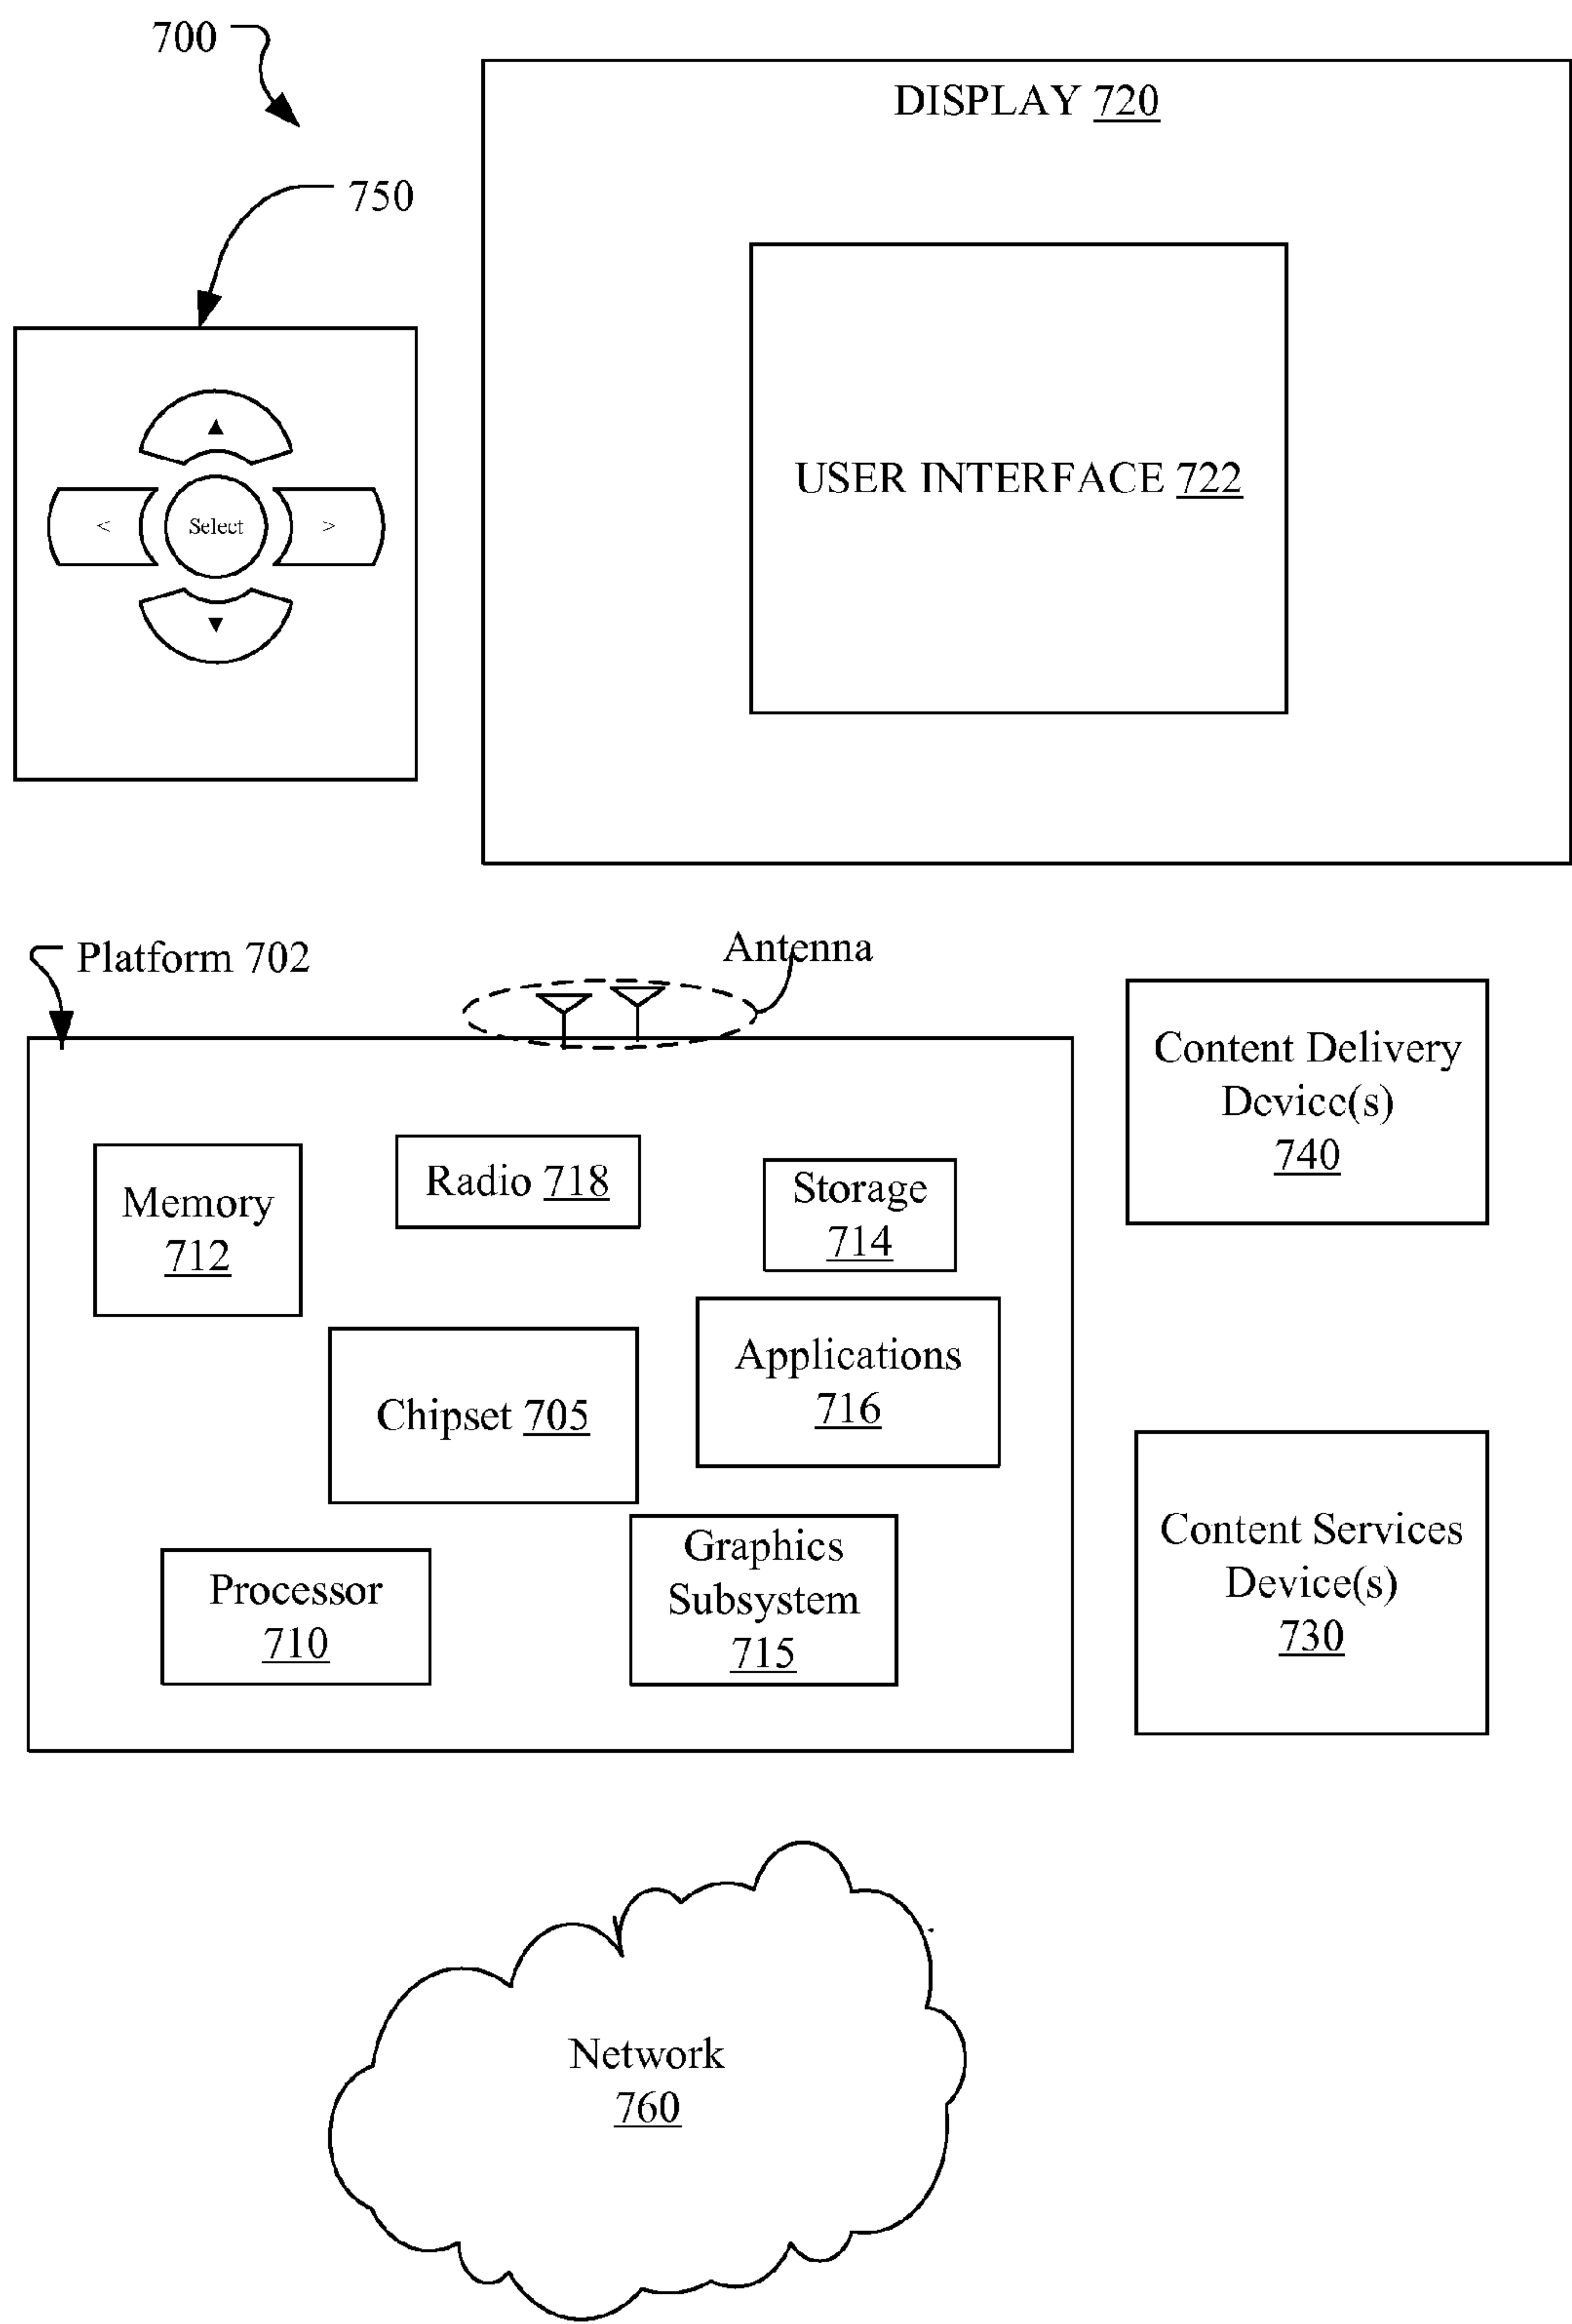 700
DISPLAY 720
750
USER INTERFACE 722
▲
< Select >
▼
Platform 702
Antenna
Content Delivery
Device(s)
740
Memory
712
Radio 718
Storage
714
Chipset 705
Applications
716
Processor
710
Graphics
Subsystem
715
Content Services
Device(s)
730
Network
760